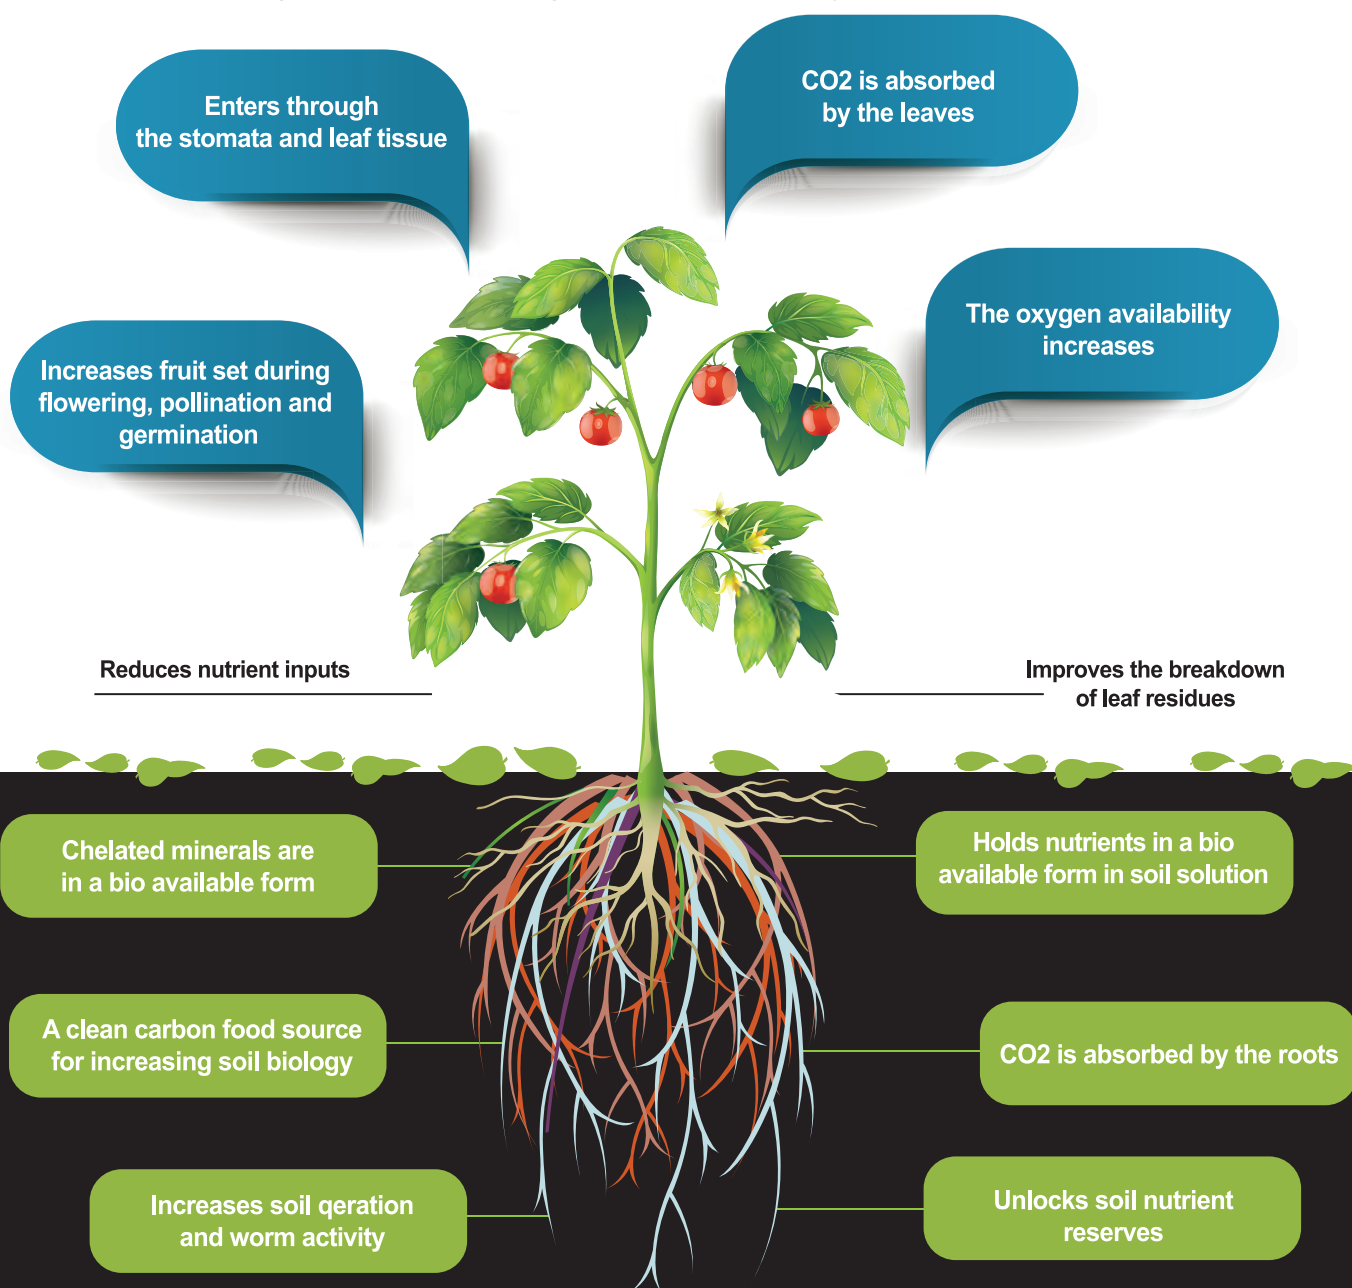 Enters through
the stomata and leaf tissue
CO2 is absorbed
by the leaves
The oxygen availability
increases
Increases fruit set during
flowering, pollination and
germination
Reduces nutrient inputs
Improves the breakdown
of leaf residues
Chelated minerals are
in a bio available form
Holds nutrients in a bio
available form in soil solution
A clean carbon food source
for increasing soil biology
CO2 is absorbed by the roots
Increases soil qeration
and worm activity
Unlocks soil nutrient
reserves